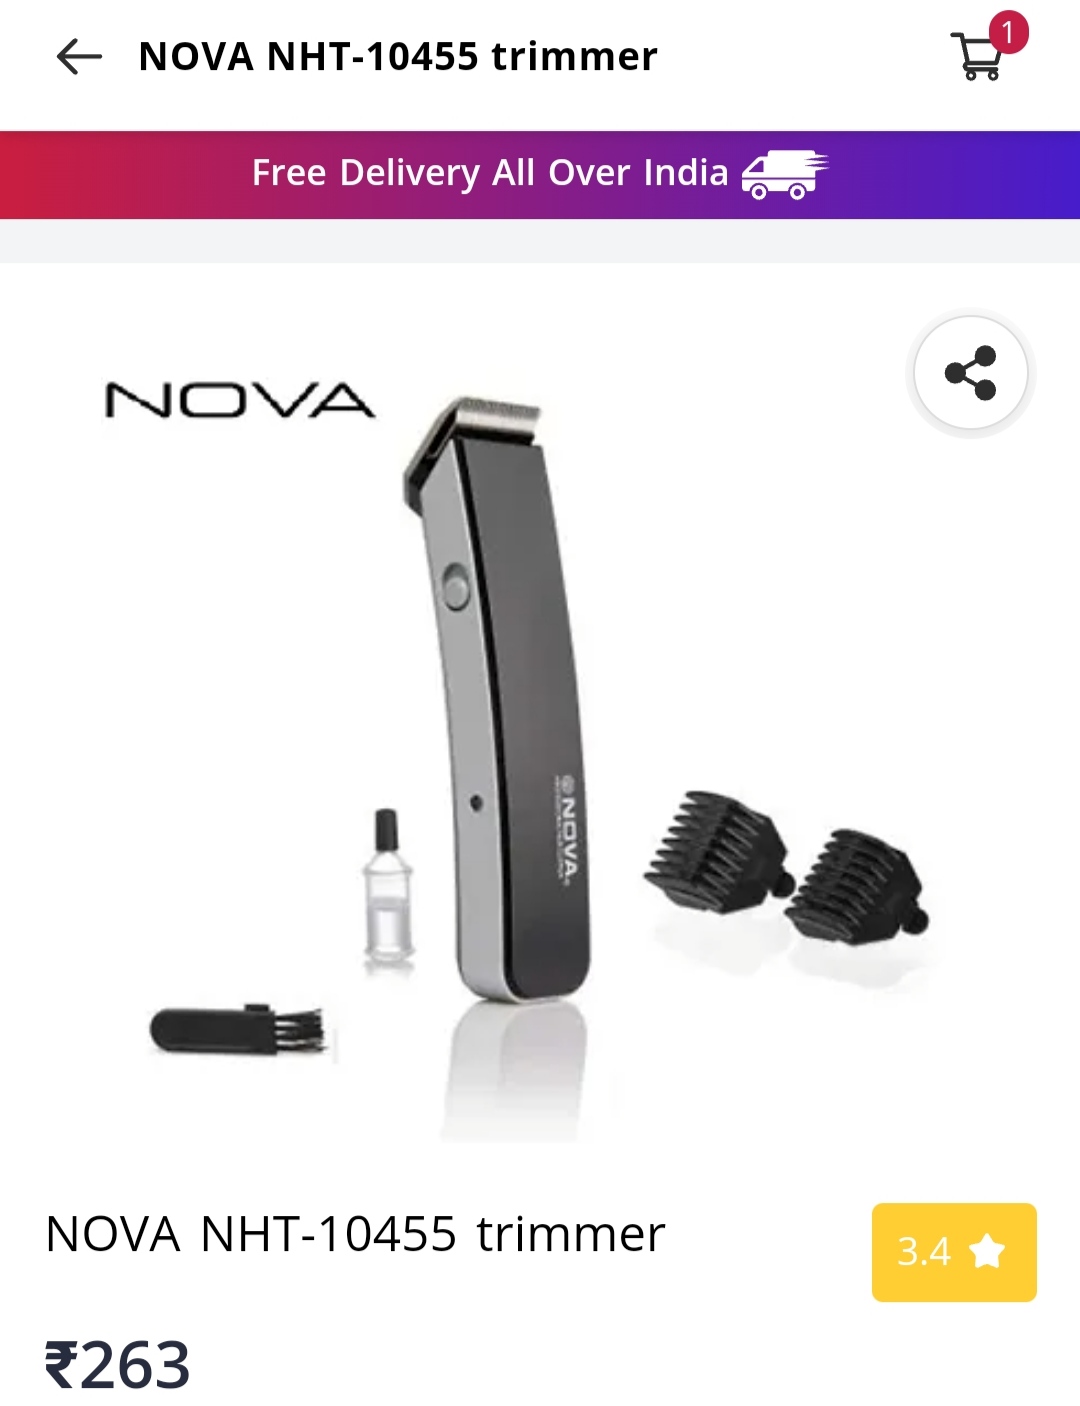 NOVA NHT-10455 trimmer
1
Free Delivery All Over India
NOVA
NOVA
NOVA NHT-10455 trimmer
3.4
₹263